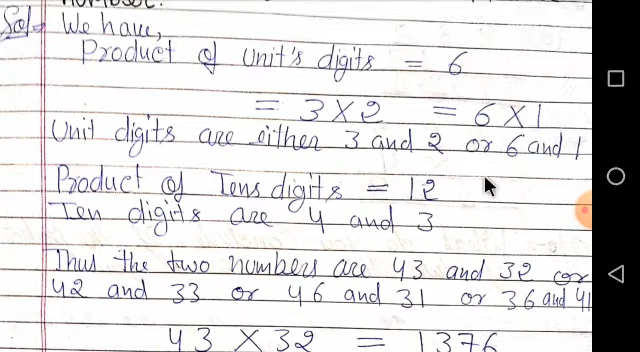 Sol. We have,
Product of Unit's digits = 6
= 3 X 2 = 6 X 1
Unit digits are either 3 and 2 or 6 and 1
Product of Tens digits = 12
Ten digits are 4 and 3
Thus the two numbers are 43 and 32 or
42 and 33 or 46 and 31 or 36 and 41
43 X 32 = 1376